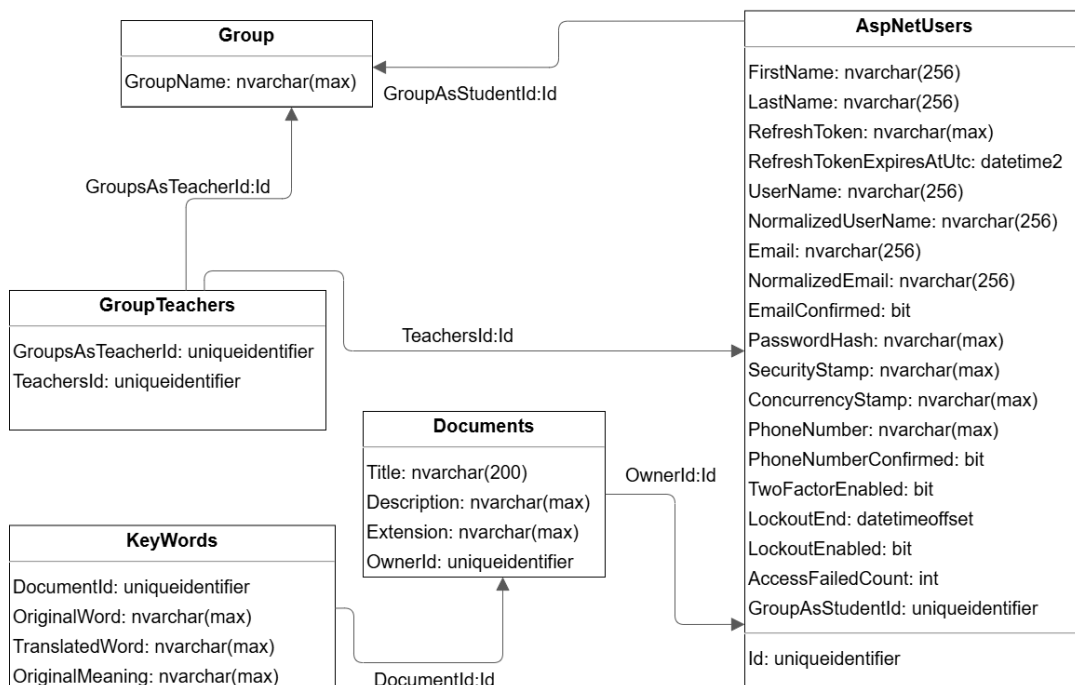 Group
GroupName: nvarchar(max)
GroupAsStudentId:Id
GroupsAsTeacherId:Id
GroupTeachers
GroupsAsTeacherId: uniqueidentifier
TeachersId: uniqueidentifier
TeachersId:Id
Documents
Title: nvarchar(200)
Description: nvarchar(max)
Extension: nvarchar(max)
OwnerId: uniqueidentifier
OwnerId:Id
KeyWords
DocumentId: uniqueidentifier
OriginalWord: nvarchar(max)
TranslatedWord: nvarchar(max)
OriginalMeaning: nvarchar(max)
DocumentId:Id
AspNetUsers
FirstName: nvarchar(256)
LastName: nvarchar(256)
RefreshToken: nvarchar(max)
RefreshTokenExpiresAtUtc: datetime2
UserName: nvarchar(256)
NormalizedUserName: nvarchar(256)
Email: nvarchar(256)
NormalizedEmail: nvarchar(256)
EmailConfirmed: bit
PasswordHash: nvarchar(max)
SecurityStamp: nvarchar(max)
ConcurrencyStamp: nvarchar(max)
PhoneNumber: nvarchar(max)
PhoneNumberConfirmed: bit
TwoFactorEnabled: bit
LockoutEnd: datetimeoffset
LockoutEnabled: bit
AccessFailedCount: int
GroupAsStudentId: uniqueidentifier
Id: uniqueidentifier